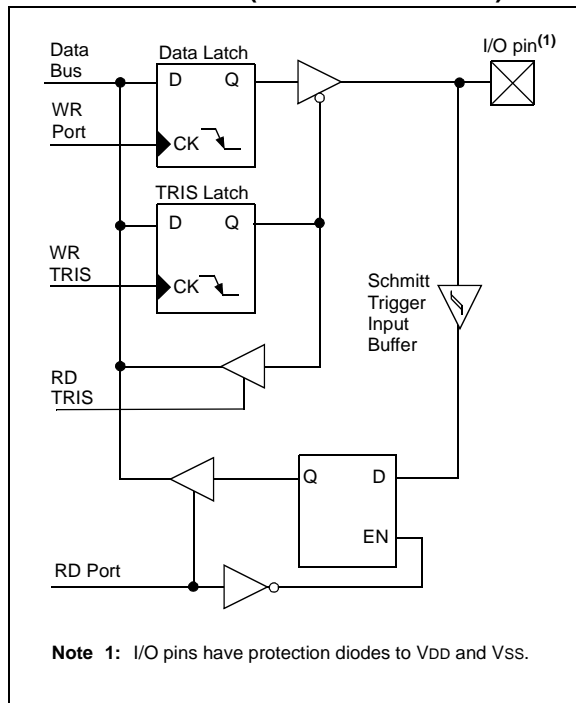 Data
Bus
Data Latch
I/O pin(1)
D Q
WR
Port
CK
TRIS Latch
D Q
WR
TRIS
CK
Schmitt
Trigger
Input
Buffer
RD
TRIS
Q D
EN
RD Port
Note 1: I/O pins have protection diodes to VDD and VSS.